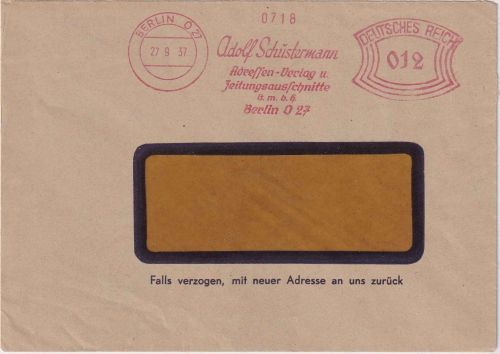 0718
BERLIN O 27
27.9.37
Adolf Schustermann
Adressen-Verlag u.
Zeitungsausschnitte
G.m.b.H.
Berlin O 27
DEUTSCHES REICH
012
Falls verzogen, mit neuer Adresse an uns zurück